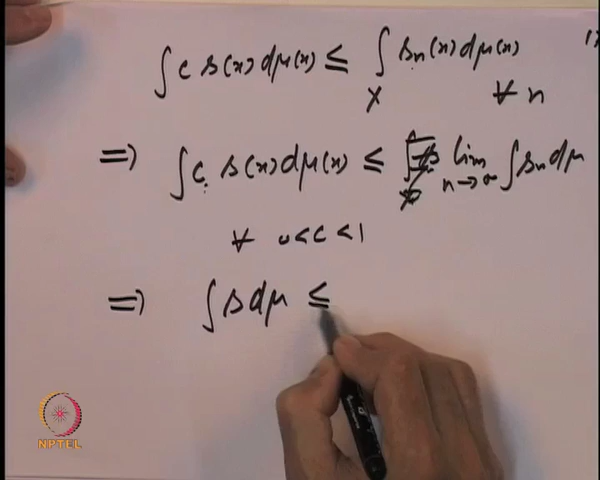 ∫ c s(x) dμ(x) ≤ ∫_X s_n(x) dμ(x)
∀ n
⇒ ∫ c s(x) dμ(x) ≤ lim_{n→∞} ∫ s_n dμ
∀ 0<c<1
⇒ ∫ s dμ ≤
NPTEL